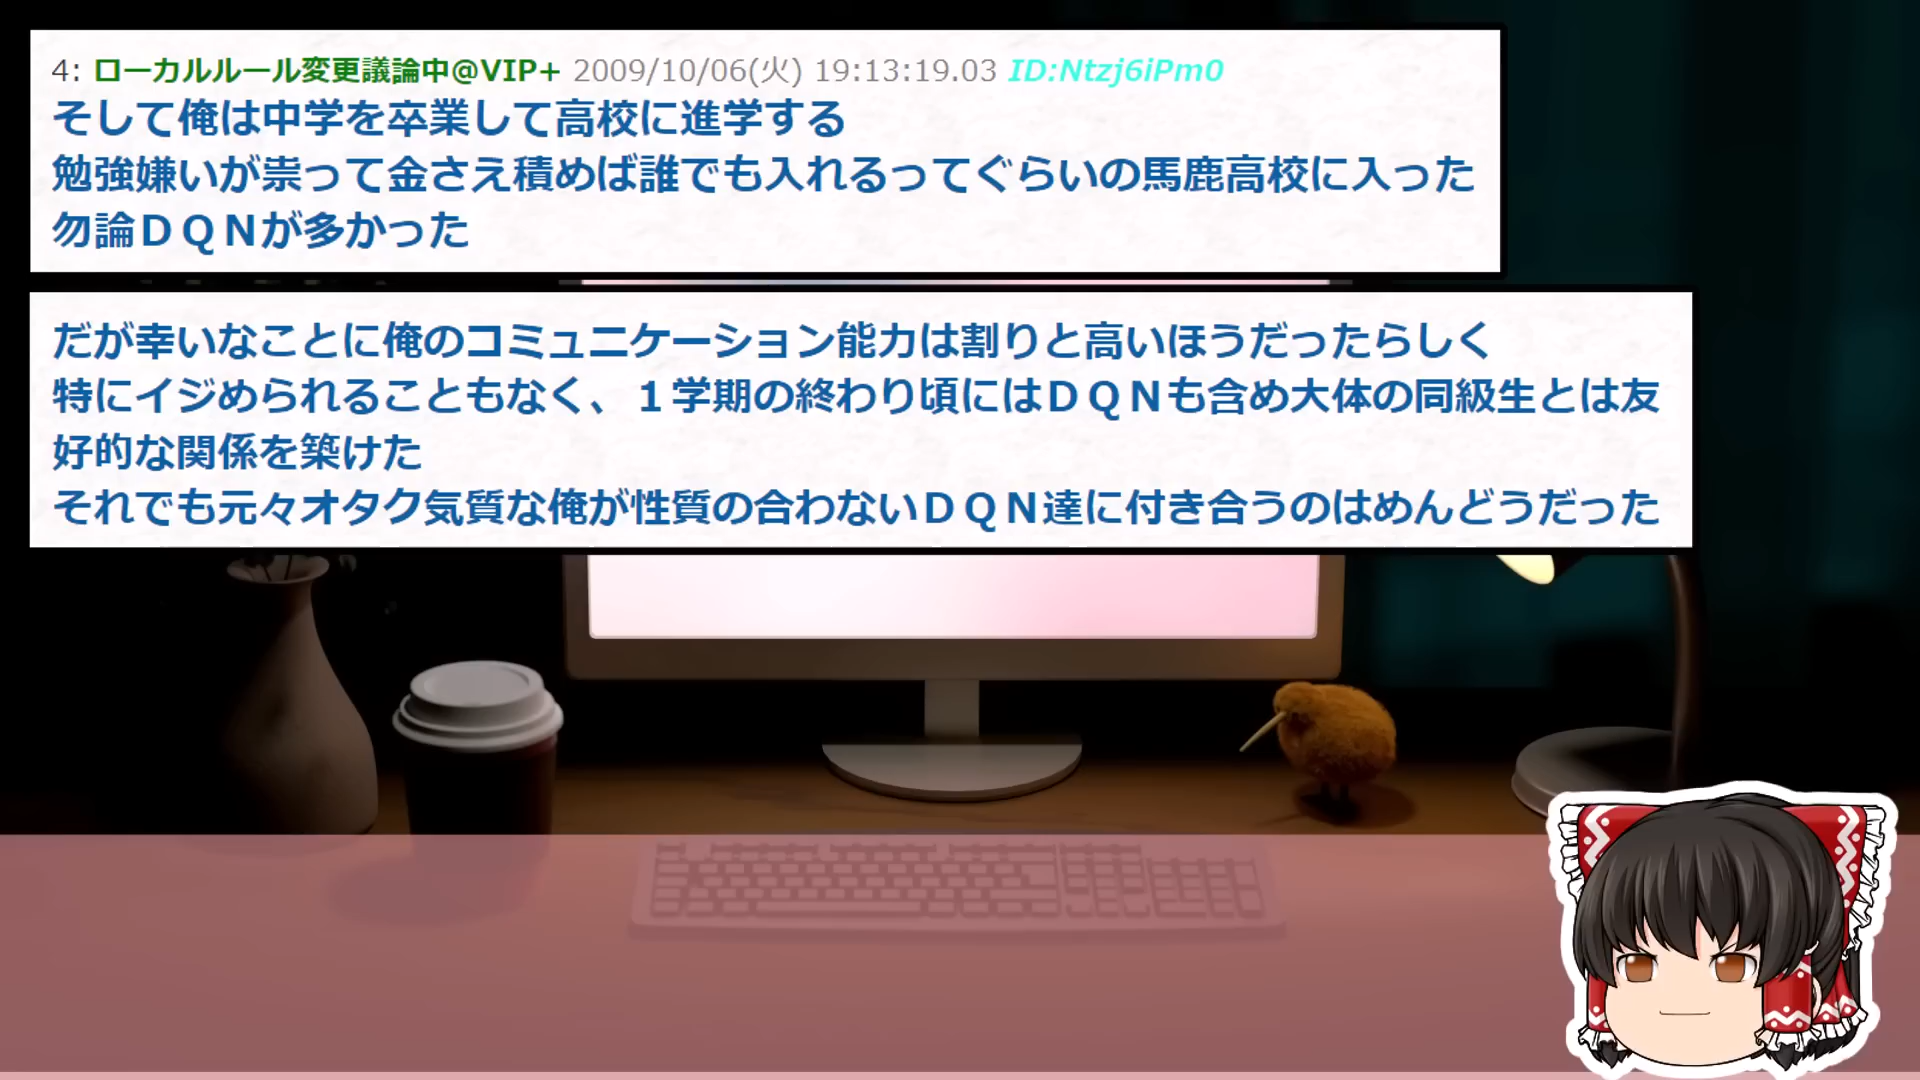 4: ローカルルール変更議論中@VIP+ 2009/10/06(火) 19:13:19.03 ID:Ntzj6iPm0
そして俺は中学を卒業して高校に進学する
勉強嫌いが祟って金さえ積めば誰でも入れるってぐらいの馬鹿高校に入った
勿論ＤＱＮが多かった
だが幸いなことに俺のコミュニケーション能力は割りと高いほうだったらしく
特にイジめられることもなく、１学期の終わり頃にはＤＱＮも含め大体の同級生とは友
好的な関係を築けた
それでも元々オタク気質な俺が性質の合わないＤＱＮ達に付き合うのはめんどうだった